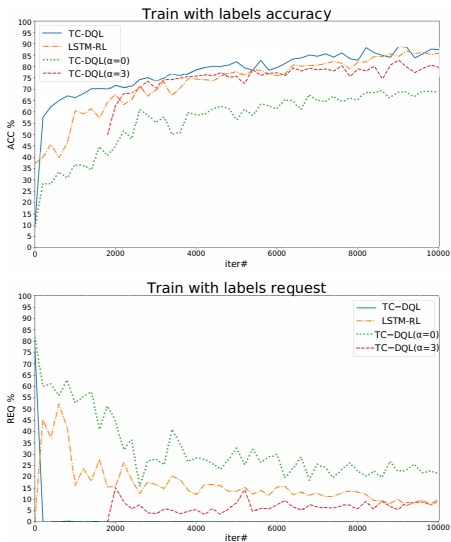 Train with labels accuracy
100
95
90
85
80
75
70
65
60
55
50
45
40
35
30
25
20
15
10
5
0
ACC %
TC-DQL
LSTM-RL
TC-DQL(α=0)
TC-DQL(α=3)
0 2000 4000 6000 8000 10000
iter#
Train with labels request
100
95
90
85
80
75
70
65
60
55
50
45
40
35
30
25
20
15
10
5
0
REQ %
TC−DQL
LSTM-RL
TC−DQL(α=0)
TC−DQL(α=3)
0 2000 4000 6000 8000 10000
iter#